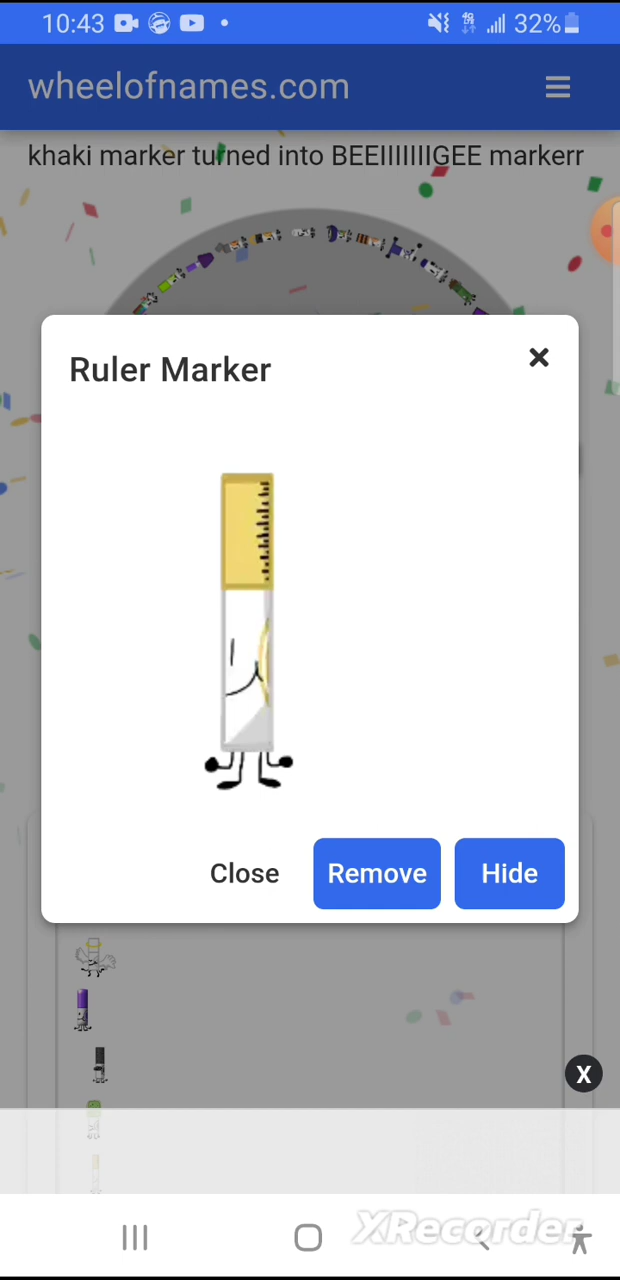 10:43
32%
wheelofnames.com
khaki marker turned into BEEIIIIIIIGEE markerr
Ruler Marker
Close
Remove
Hide
X
XRecorder